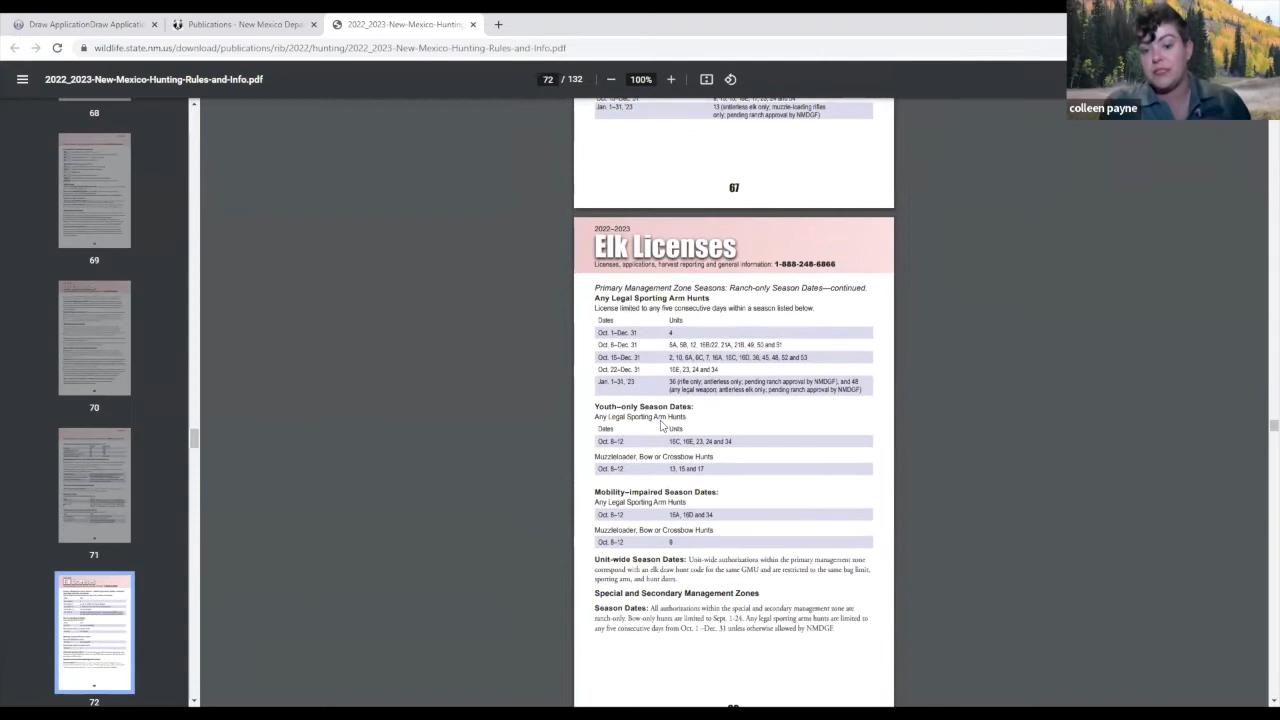 Draw ApplicationDraw Applicati
Publications - New Mexico Depa
2022_2023-New-Mexico-Hunting
wildlife.state.nm.us/download/publications/rib/2022/hunting/2022_2023-New-Mexico-Hunting-Rules-and-Info.pdf
2022_2023-New-Mexico-Hunting-Rules-and-Info.pdf
72 / 132
100%
colleen payne
68
69
70
71
72
Jan. 1–31, '23 13 (antlerless elk only; muzzle-loading rifles
only; pending ranch approval by NMDGF)
67
2022–2023
Elk Licenses
Licenses, applications, harvest reporting and general information: 1-888-248-6866
Primary Management Zone Seasons: Ranch-only Season Dates—continued.
Any Legal Sporting Arm Hunts
License limited to any five consecutive days within a season listed below.
Dates Units
Oct. 1–Dec. 31 4
Oct. 8–Dec. 31 5A, 5B, 12, 16B/22, 21A, 21B, 49, 50 and 51
Oct. 15–Dec. 31 2, 10, 6A, 6C, 7, 16A, 16C, 16D, 36, 45, 48, 52 and 53
Oct. 22–Dec. 31 16E, 23, 24 and 34
Jan. 1–31, '23 36 (rifle only; antlerless only; pending ranch approval by NMDGF), and 48
(any legal weapon; antlerless elk only; pending ranch approval by NMDGF)
Youth–only Season Dates:
Any Legal Sporting Arm Hunts
Dates Units
Oct. 8–12 16C, 16E, 23, 24 and 34
Muzzleloader, Bow or Crossbow Hunts
Oct. 8–12 13, 15 and 17
Mobility–impaired Season Dates:
Any Legal Sporting Arm Hunts
Oct. 8–12 16A, 16D and 34
Muzzleloader, Bow or Crossbow Hunts
Oct. 8–12 9
Unit-wide Season Dates: Unit-wide authorizations within the primary management zone
correspond with an elk draw hunt code for the same GMU and are restricted to the same bag limit,
sporting arm, and hunt dates.
Special and Secondary Management Zones
Season Dates: All authorizations within the special and secondary management zone are
ranch-only. Bow-only hunts are limited to Sept. 1-24. Any legal sporting arms hunts are limited to
any five consecutive days from Oct. 1 –Dec. 31 unless otherwise allowed by NMDGF.